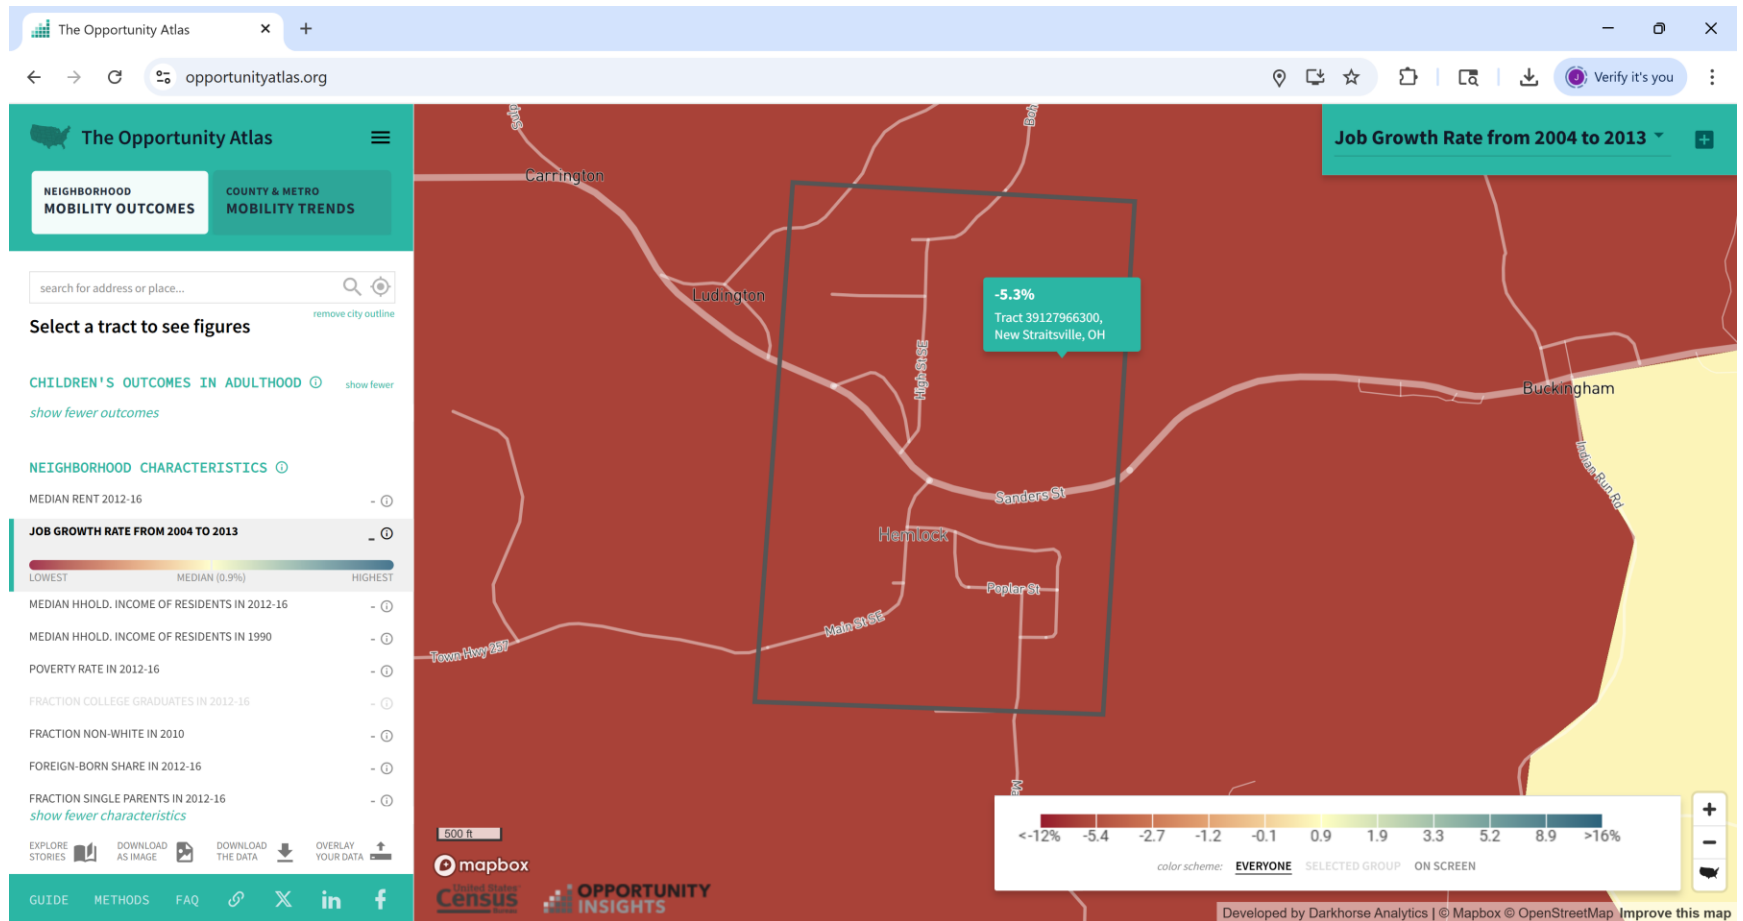 The Opportunity Atlas
opportunityatlas.org
Verify it's you
The Opportunity Atlas
NEIGHBORHOOD
MOBILITY OUTCOMES
COUNTY & METRO
MOBILITY TRENDS
search for address or place...
remove city outline
Select a tract to see figures
CHILDREN'S OUTCOMES IN ADULTHOOD
show fewer
show fewer outcomes
NEIGHBORHOOD CHARACTERISTICS
MEDIAN RENT 2012-16 -
JOB GROWTH RATE FROM 2004 TO 2013 -
LOWEST MEDIAN (0.9%) HIGHEST
MEDIAN HHOLD. INCOME OF RESIDENTS IN 2012-16 -
MEDIAN HHOLD. INCOME OF RESIDENTS IN 1990 -
POVERTY RATE IN 2012-16 -
FRACTION COLLEGE GRADUATES IN 2012-16 -
FRACTION NON-WHITE IN 2010 -
FOREIGN-BORN SHARE IN 2012-16 -
FRACTION SINGLE PARENTS IN 2012-16 -
show fewer characteristics
EXPLORE
STORIES
DOWNLOAD
AS IMAGE
DOWNLOAD
THE DATA
OVERLAY
YOUR DATA
GUIDE METHODS FAQ
Job Growth Rate from 2004 to 2013
Carrington
Ludington
-5.3%
Tract 39127966300,
New Straitsville, OH
High St SE
Buckingham
Indian Run Rd
Sanders St
Hemlock
Poplar St
Main St SE
Town Hwy 257
500 ft
mapbox
United States
Census
Bureau
OPPORTUNITY
INSIGHTS
<-12% -5.4 -2.7 -1.2 -0.1 0.9 1.9 3.3 5.2 8.9 >16%
color scheme: EVERYONE SELECTED GROUP ON SCREEN
Developed by Darkhorse Analytics | © Mapbox © OpenStreetMap Improve this map